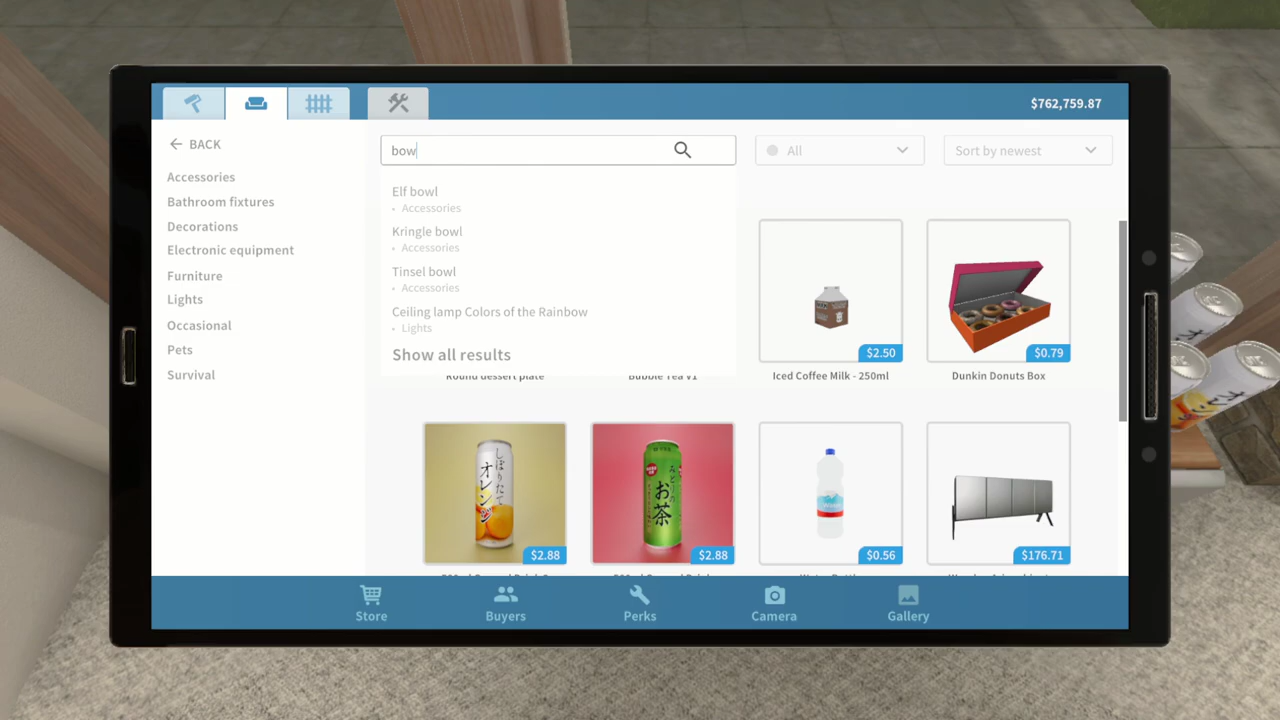 $762,759.87
BACK
bow
All
Sort by newest
Accessories
Bathroom fixtures
Decorations
Electronic equipment
Furniture
Lights
Occasional
Pets
Survival
Elf bowl
• Accessories
Kringle bowl
• Accessories
Tinsel bowl
• Accessories
Ceiling lamp Colors of the Rainbow
• Lights
Show all results
$2.50
$0.79
Round dessert plate
Bubble Tea V1
Iced Coffee Milk - 250ml
Dunkin Donuts Box
しぼりたて
オレンジ
みどりの
お茶
$2.88
$2.88
$0.56
$176.71
Store
Buyers
Perks
Camera
Gallery